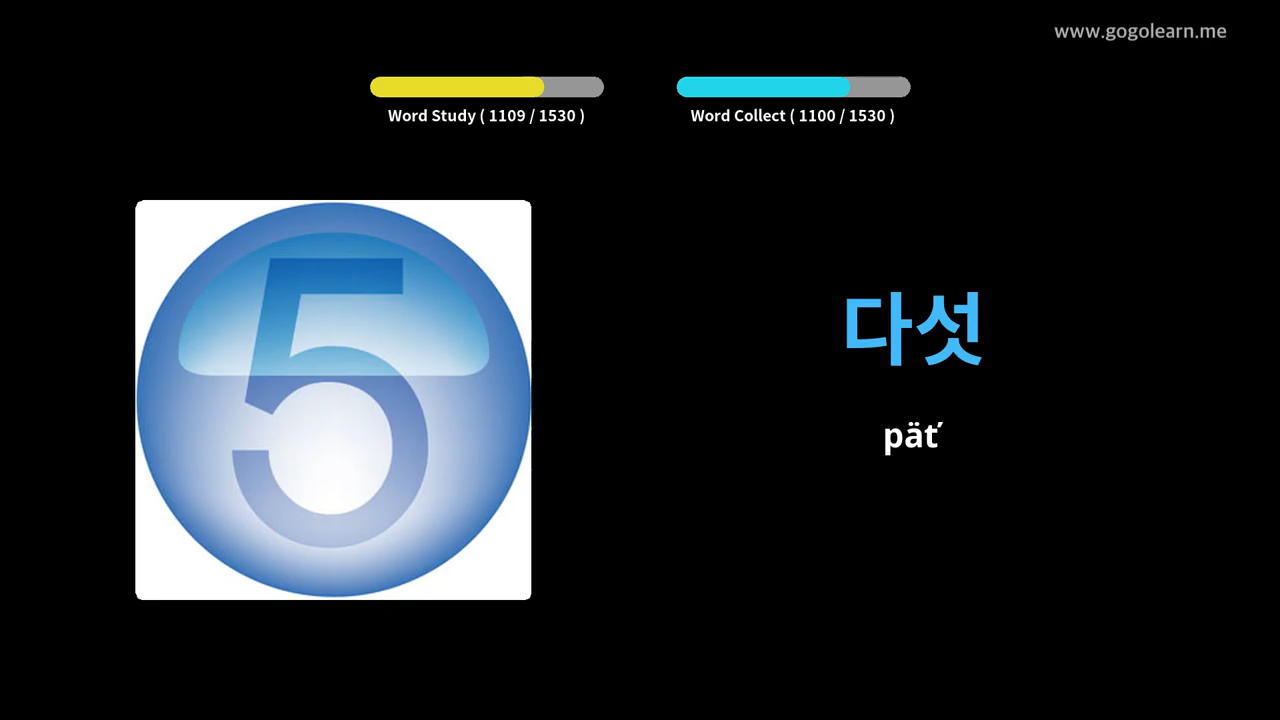 www.gogolearn.me
Word Study ( 1109 / 1530 )
Word Collect ( 1100 / 1530 )
5
다섯
päť